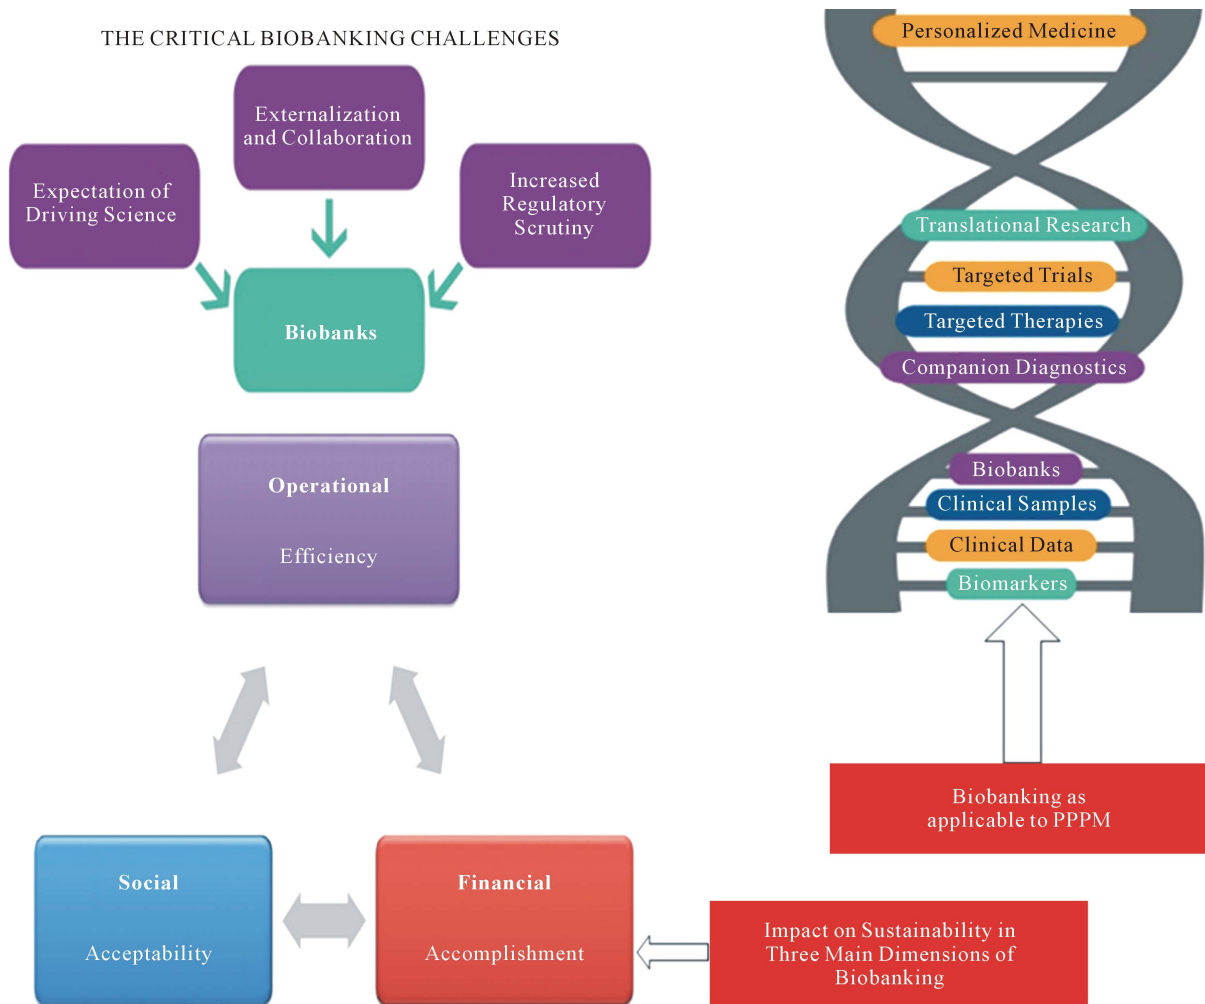 THE CRITICAL BIOBANKING CHALLENGES
Externalization
and Collaboration
Expectation of
Driving Science
Increased
Regulatory
Scrutiny
Biobanks
Operational
Efficiency
Social
Acceptability
Financial
Accomplishment
Impact on Sustainability in
Three Main Dimensions of
Biobanking
Personalized Medicine
Translational Research
Targeted Trials
Targeted Therapies
Companion Diagnostics
Biobanks
Clinical Samples
Clinical Data
Biomarkers
Biobanking as
applicable to PPPM